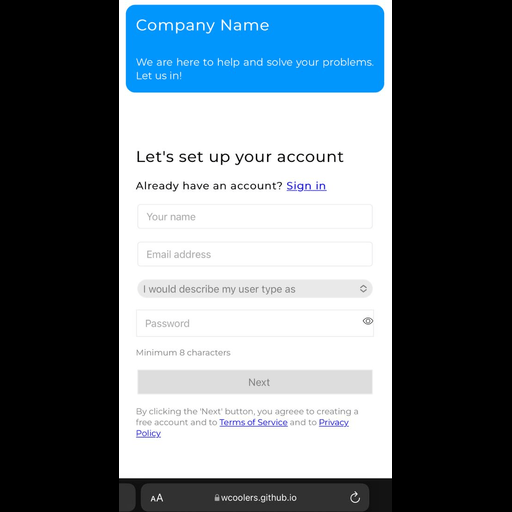 Company Name
We are here to help and solve your problems.
Let us in!
Let's set up your account
Already have an account? Sign in
Your name
Email address
I would describe my user type as
Password
Minimum 8 characters
Next
By clicking the 'Next' button, you agreee to creating a
free account and to Terms of Service and to Privacy
Policy
AA wcoolers.github.io